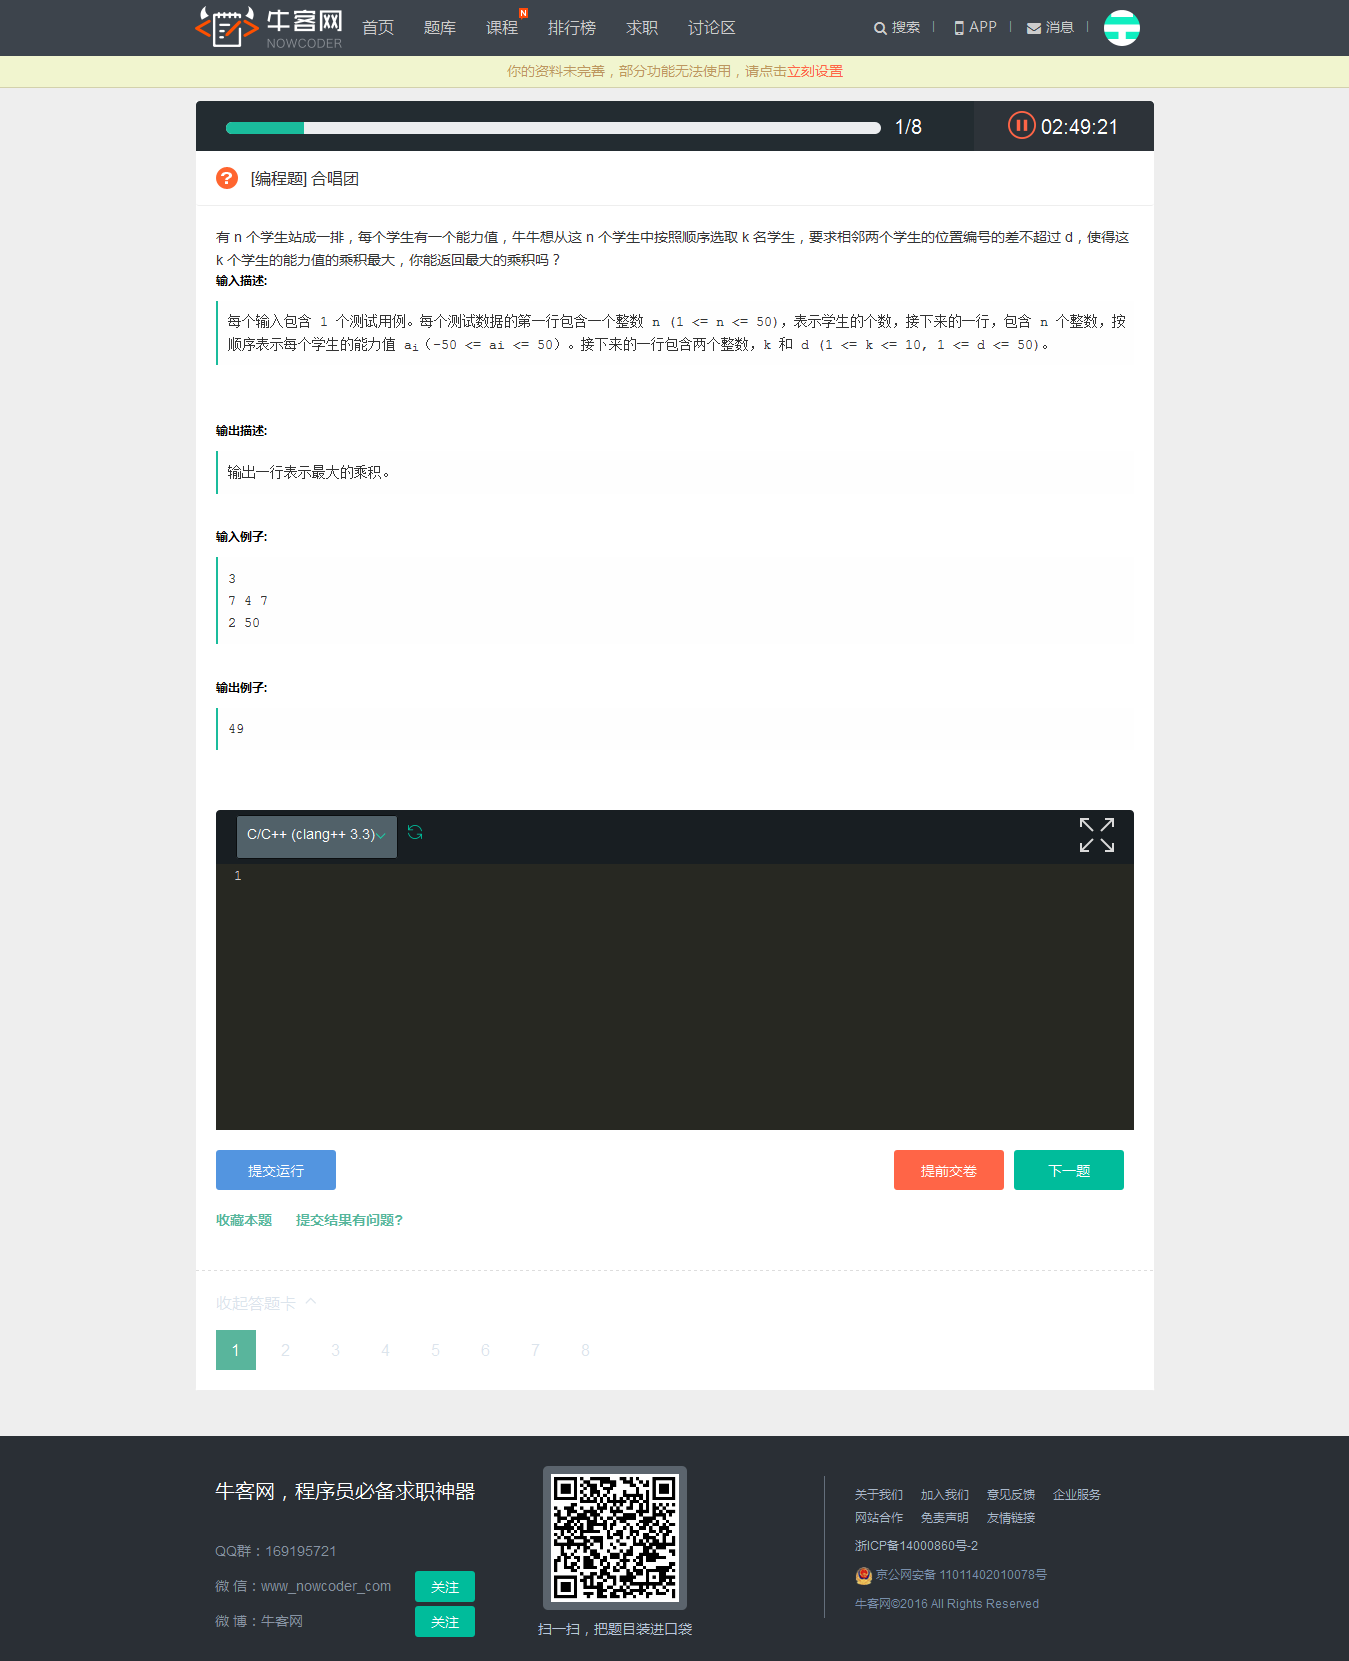 牛客网
NOWCODER
首页 题库 课程 N 排行榜 求职 讨论区 搜索 APP 消息
你的资料未完善，部分功能无法使用，请点击立刻设置
1/8 02:49:21
[编程题] 合唱团
有 n 个学生站成一排，每个学生有一个能力值，牛牛想从这 n 个学生中按照顺序选取 k 名学生，要求相邻两个学生的位置编号的差不超过 d，使得这
k 个学生的能力值的乘积最大，你能返回最大的乘积吗？
输入描述:
每个输入包含 1 个测试用例。每个测试数据的第一行包含一个整数 n (1 <= n <= 50)，表示学生的个数，接下来的一行，包含 n 个整数，按
顺序表示每个学生的能力值 ai（-50 <= ai <= 50）。接下来的一行包含两个整数，k 和 d (1 <= k <= 10, 1 <= d <= 50)。
输出描述:
输出一行表示最大的乘积。
输入例子:
3
7 4 7
2 50
输出例子:
49
C/C++ (clang++ 3.3)
1
提交运行 提前交卷 下一题
收藏本题 提交结果有问题?
收起答题卡
1 2 3 4 5 6 7 8
牛客网，程序员必备求职神器
QQ群：169195721
微 信：www_nowcoder_com 关注
微 博：牛客网 关注
扫一扫，把题目装进口袋
关于我们 加入我们 意见反馈 企业服务
网站合作 免责声明 友情链接
浙ICP备14000860号-2
京公网安备 11011402010078号
牛客网©2016 All Rights Reserved